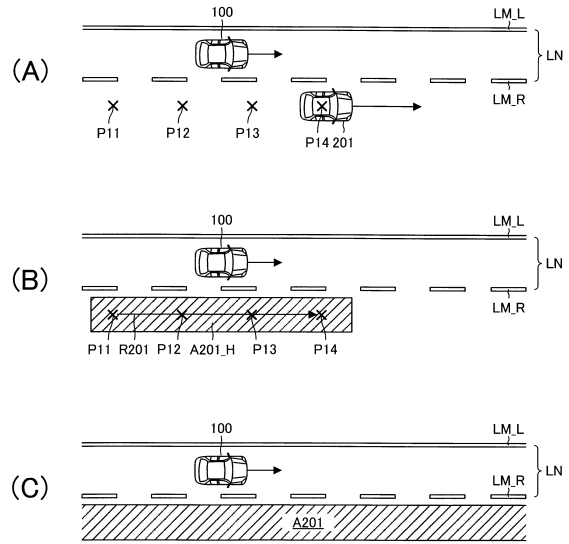 (A)
100
LM_L
LN
LM_R
P11
P12
P13
P14 201
(B)
100
LM_L
LN
LM_R
P11 R201 P12 A201_H P13 P14
(C)
100
LM_L
LN
LM_R
A201